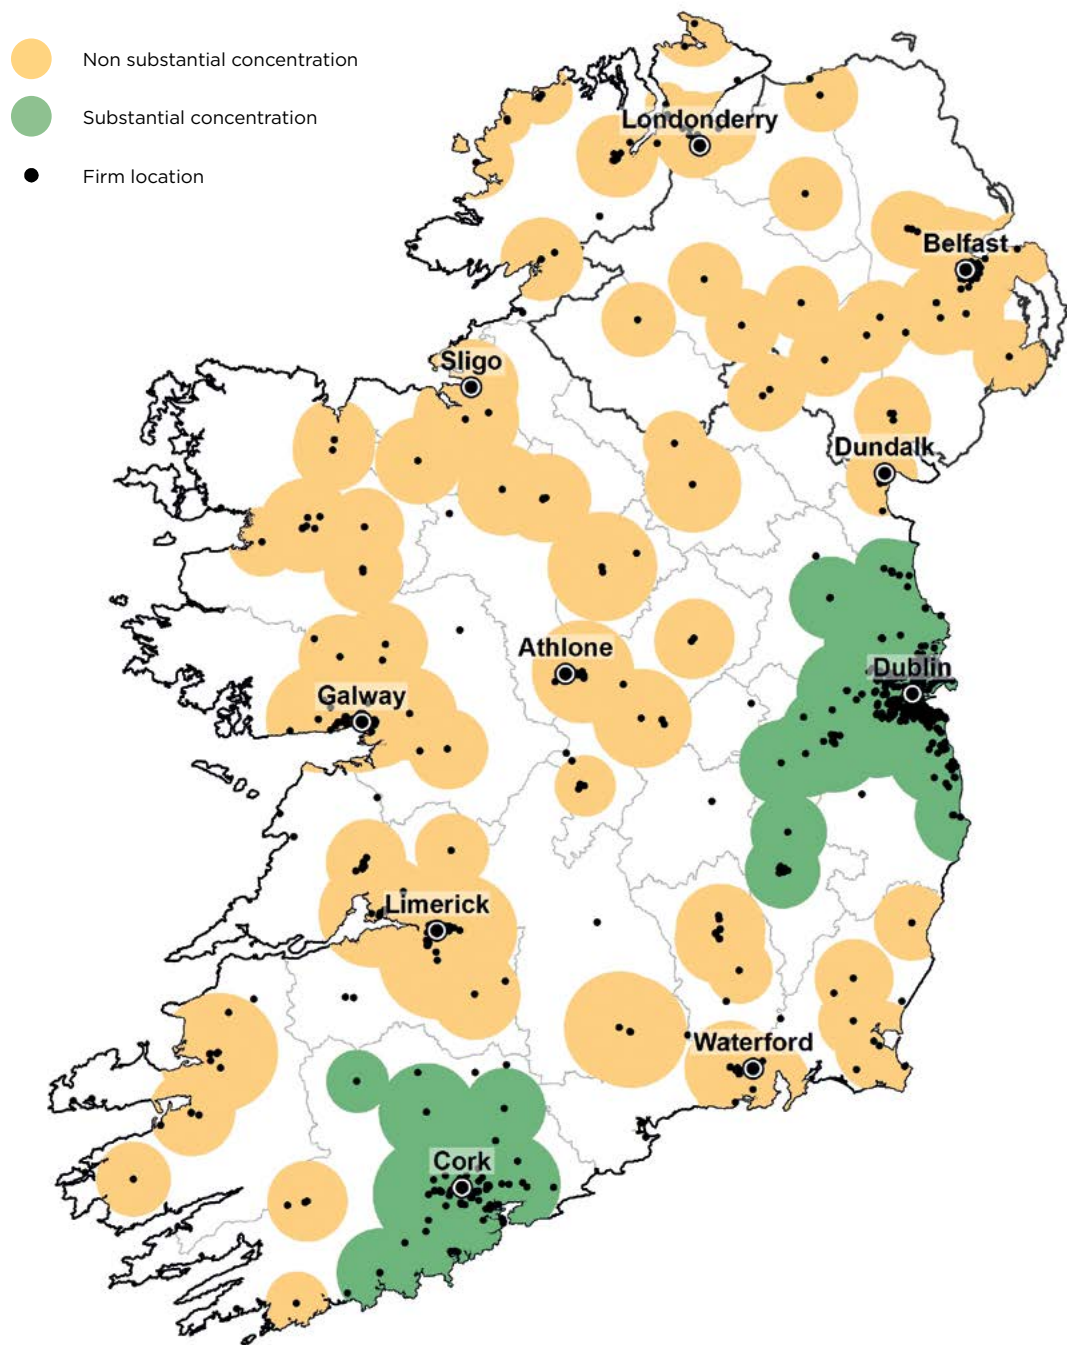 Non substantial concentration
Substantial concentration
Firm location
Londonderry
Belfast
Sligo
Dundalk
Athlone
Dublin
Galway
Limerick
Waterford
Cork